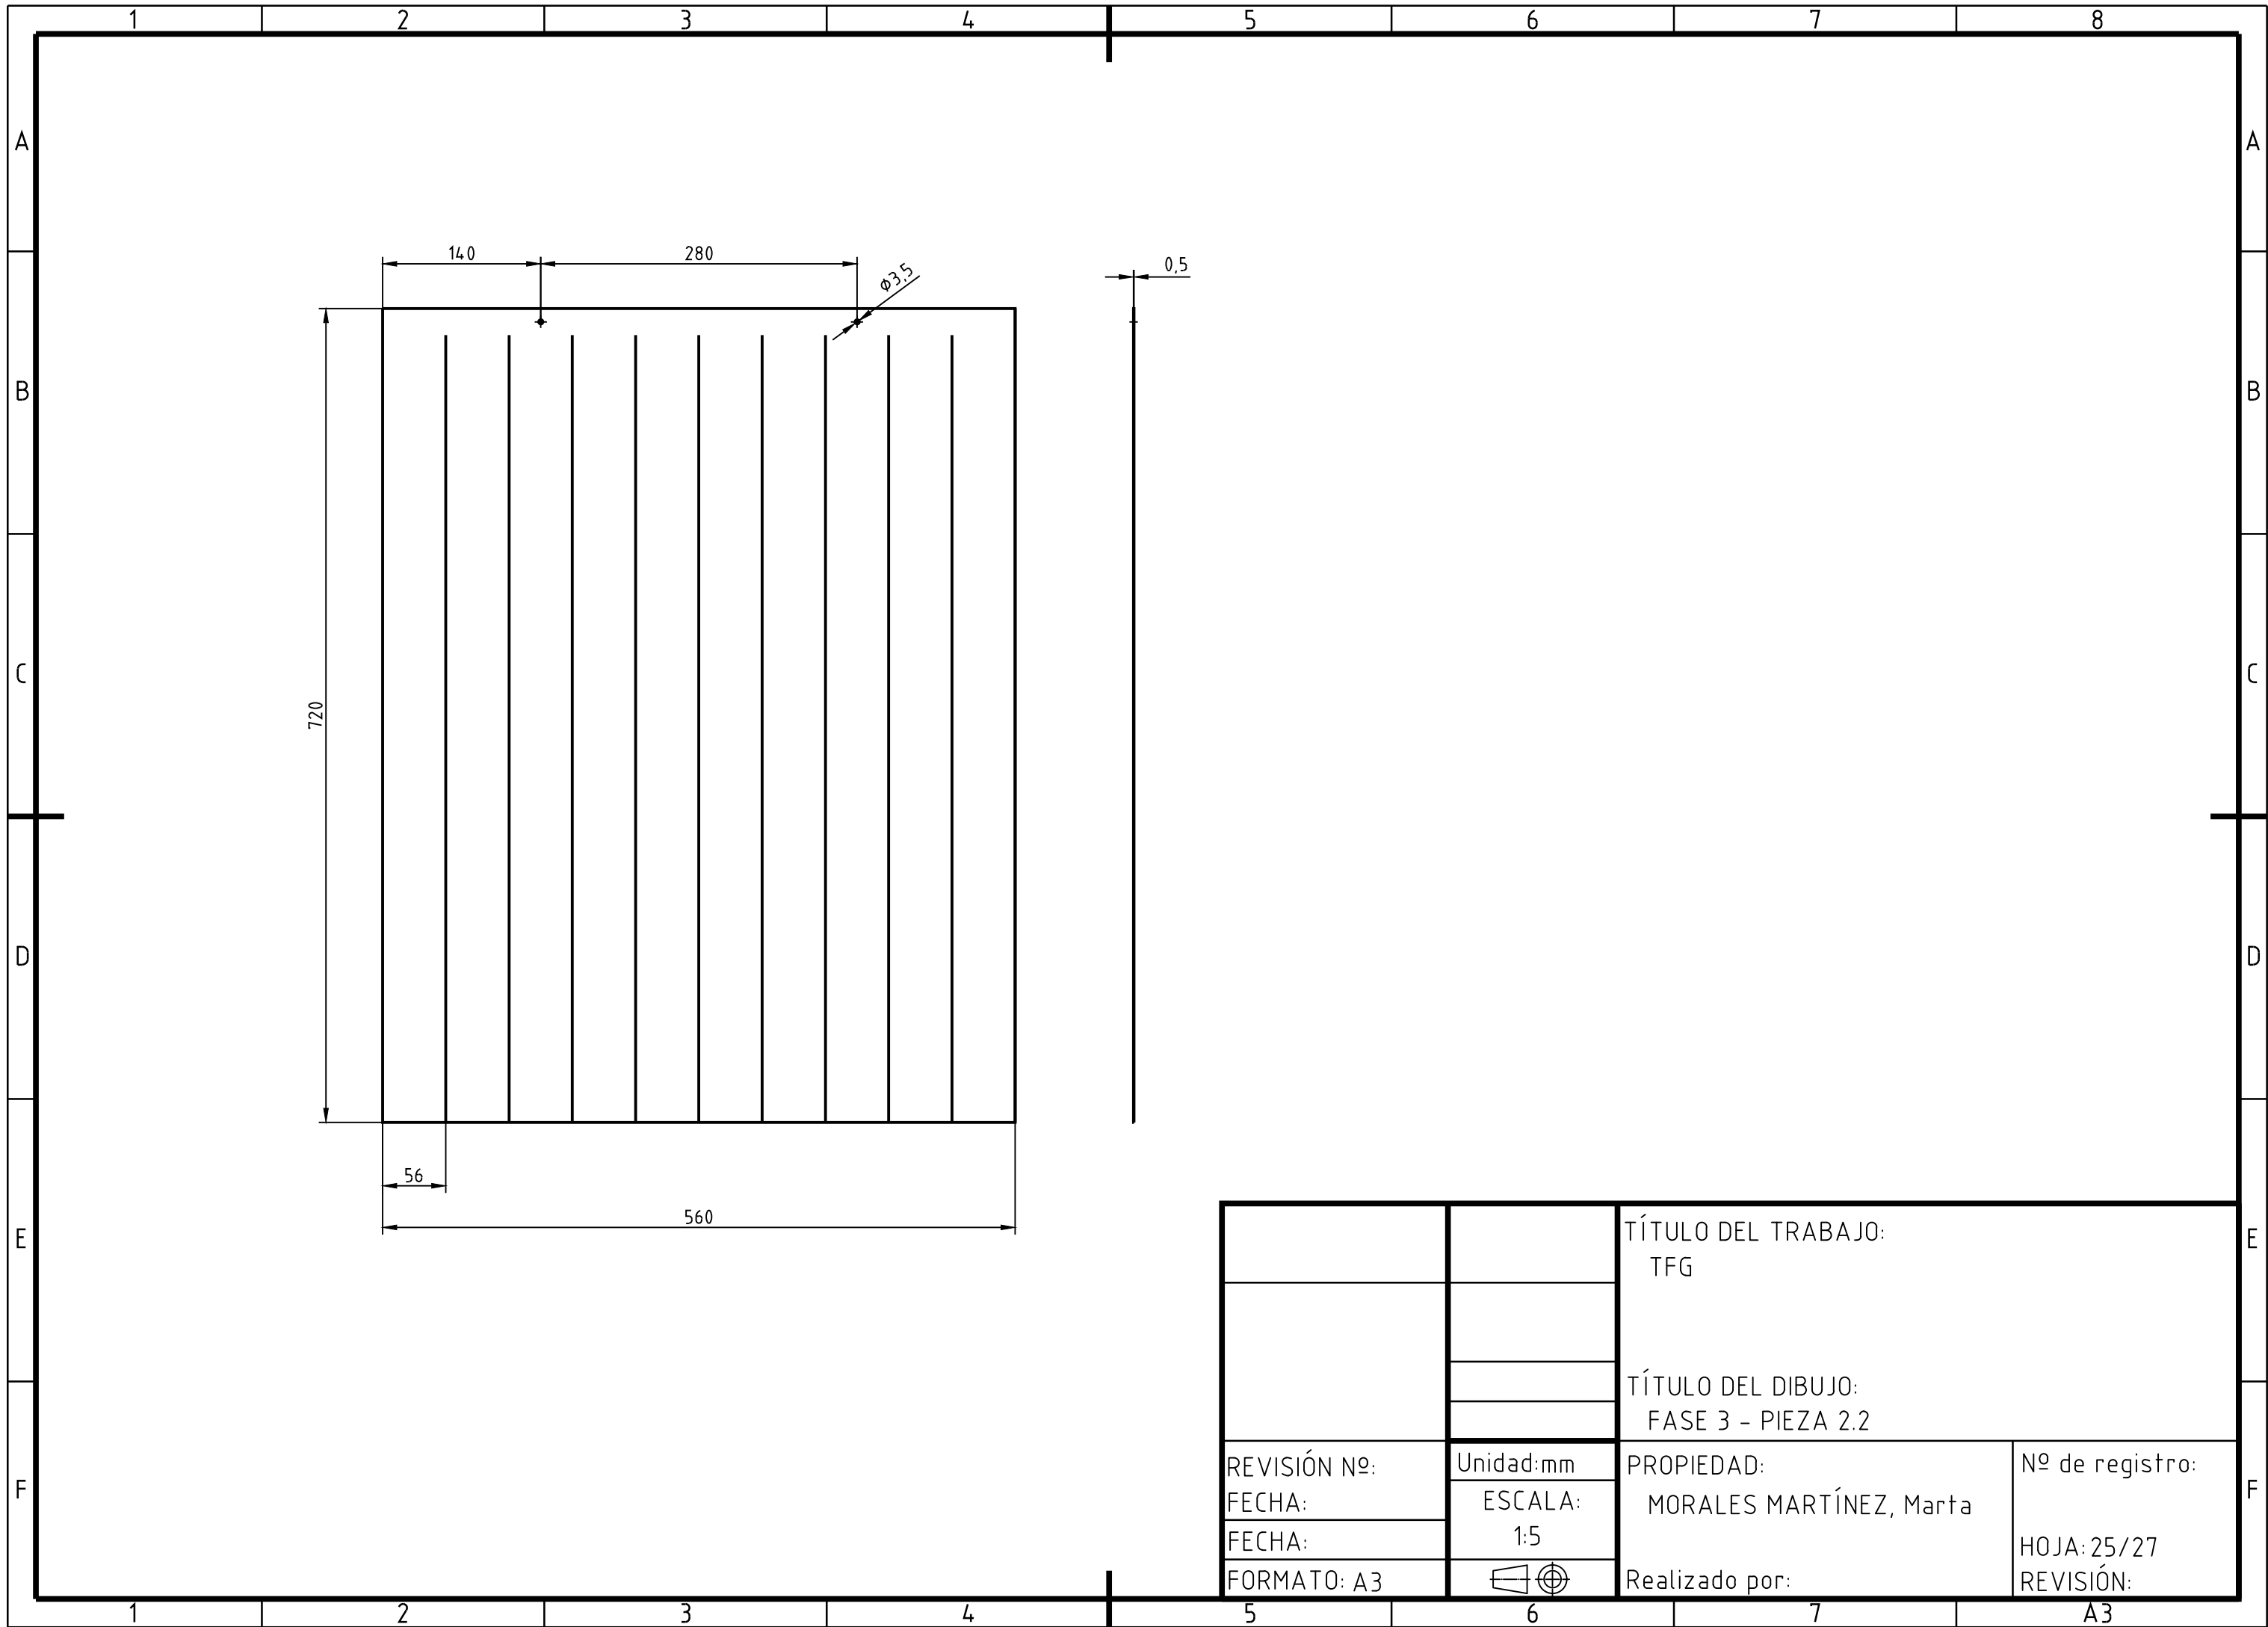 1 2 3 4 5 6 7 8
A A
B B
C C
D D
E E
F F
140 280
Φ3,5
0,5
720
56
560
TÍTULO DEL TRABAJO:
TFG
TÍTULO DEL DIBUJO:
FASE 3 - PIEZA 2.2
REVISIÓN Nº:
FECHA:
FECHA:
FORMATO: A3
Unidad:mm
ESCALA:
1:5
PROPIEDAD:
MORALES MARTÍNEZ, Marta
Realizado por:
Nº de registro:
HOJA: 25/27
REVISIÓN:
1 2 3 4 5 6 7 A3